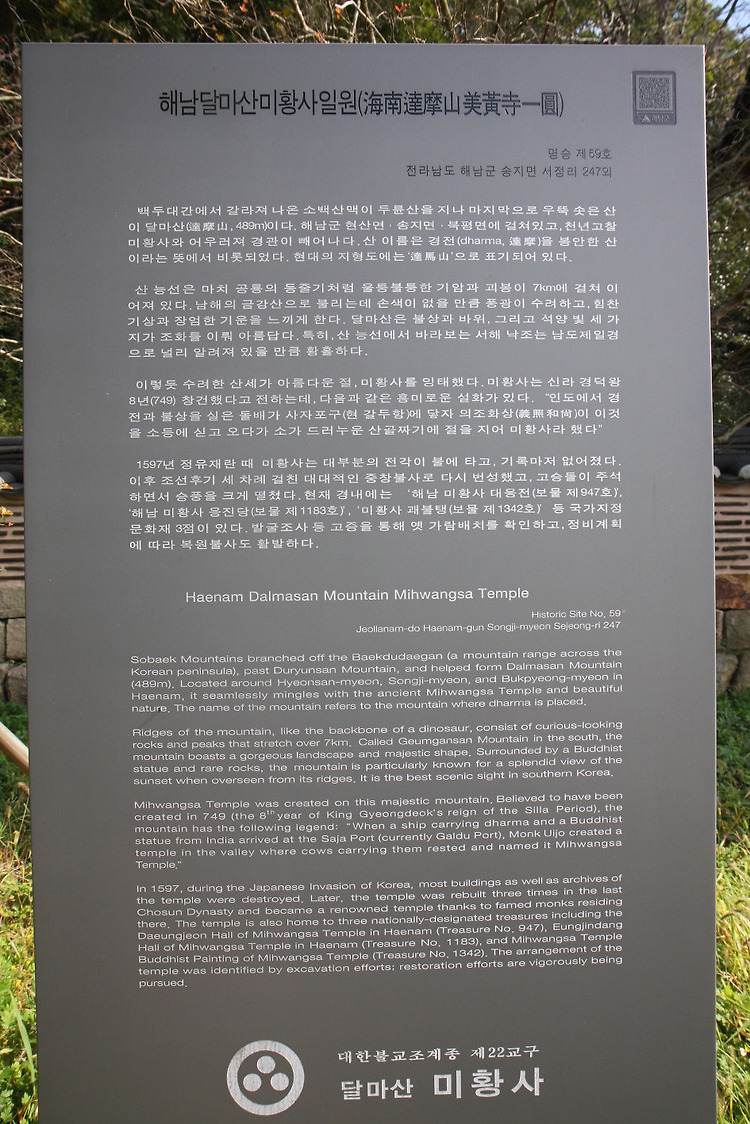 해남달마산미황사일원(海南達摩山美黃寺一圓)
명승 제59호
전라남도 해남군 송지면 서정리 247외
백두대간에서 갈라져 나온 소백산맥이 두륜산을 지나 마지막으로 우뚝 솟은 산
이 달마산(達摩山, 489m)이다. 해남군 현산면 · 송지면 · 북평면에 걸쳐있고, 천년고찰
미황사와 어우러져 경관이 빼어나다. 산 이름은 경전(dharma, 達摩)을 봉안한 산
이라는 뜻에서 비롯되었다. 현대의 지형도에는 '達馬山'으로 표기되어 있다.
산 능선은 마치 공룡의 등줄기처럼 울퉁불퉁한 기암과 괴봉이 7km에 걸쳐 이
어져 있다. 남해의 금강산으로 불리는데 손색이 없을 만큼 풍광이 수려하고, 힘찬
기상과 장엄한 기운을 느끼게 한다. 달마산은 불상과 바위, 그리고 석양 빛 세 가
지가 조화를 이뤄 아름답다. 특히, 산 능선에서 바라보는 서해 낙조는 남도제일경
으로 널리 알려져 있을 만큼 황홀하다.
이렇듯 수려한 산세가 아름다운 절, 미황사를 잉태했다. 미황사는 신라 경덕왕
8년(749) 창건했다고 전하는데, 다음과 같은 흥미로운 설화가 있다. "인도에서 경
전과 불상을 실은 돌배가 사자포구(현 갈두항)에 닿자 의조화상(義照和尙)이 이것
을 소등에 싣고 오다가 소가 드러누운 산골짜기에 절을 지어 미황사라 했다"
1597년 정유재란 때 미황사는 대부분의 전각이 불에 타고, 기록마저 없어졌다.
이후 조선후기 세 차례 걸친 대대적인 중창불사로 다시 번성했고, 고승들이 주석
하면서 승풍을 크게 떨쳤다. 현재 경내에는 '해남 미황사 대웅전(보물 제947호)',
'해남 미황사 응진당(보물 제1183호)', '미황사 괘불탱(보물 제1342호)' 등 국가지정
문화재 3점이 있다. 발굴조사 등 고증을 통해 옛 가람배치를 확인하고, 정비계획
에 따라 복원불사도 활발하다.
Haenam Dalmasan Mountain Mihwangsa Temple
Historic Site No. 59
Jeollanam-do Haenam-gun Songji-myeon Sejeong-ri 247
Sobaek Mountains branched off the Baekdudaegan (a mountain range across the
Korean peninsula), past Duryunsan Mountain, and helped form Dalmasan Mountain
(489m). Located around Hyeonsan-myeon, Songji-myeon, and Bukpyeong-myeon in
Haenam, it seamlessly mingles with the ancient Mihwangsa Temple and beautiful
nature. The name of the mountain refers to the mountain where dharma is placed.
Ridges of the mountain, like the backbone of a dinosaur, consist of curious-looking
rocks and peaks that stretch over 7km. Called Geumgansan Mountain in the south, the
mountain boasts a gorgeous landscape and majestic shape. Surrounded by a Buddhist
statue and rare rocks, the mountain is particularly known for a splendid view of the
sunset when overseen from its ridges. It is the best scenic sight in southern Korea.
Mihwangsa Temple was created on this majestic mountain. Believed to have been
created in 749 (the 8th year of King Gyeongdeok's reign of the Silla Period), the
mountain has the following legend: "When a ship carrying dharma and a Buddhist
statue from India arrived at the Saja Port (currently Galdu Port), Monk Uijo created a
temple in the valley where cows carrying them rested and named it Mihwangsa
Temple."
In 1597, during the Japanese Invasion of Korea, most buildings as well as archives of
the temple were destroyed. Later, the temple was rebuilt three times in the last
Chosun Dynasty and became a renowned temple thanks to famed monks residing
there. The temple is also home to three nationally-designated treasures including the
Daeungjeon Hall of Mihwangsa Temple in Haenam (Treasure No. 947), Eungjindang
Hall of Mihwangsa Temple in Haenam (Treasure No. 1183), and Mihwangsa Temple
Buddhist Painting of Mihwangsa Temple (Treasure No. 1342). The arrangement of the
temple was identified by excavation efforts; restoration efforts are vigorously being
pursued.
대한불교조계종 제22교구
달마산 미황사